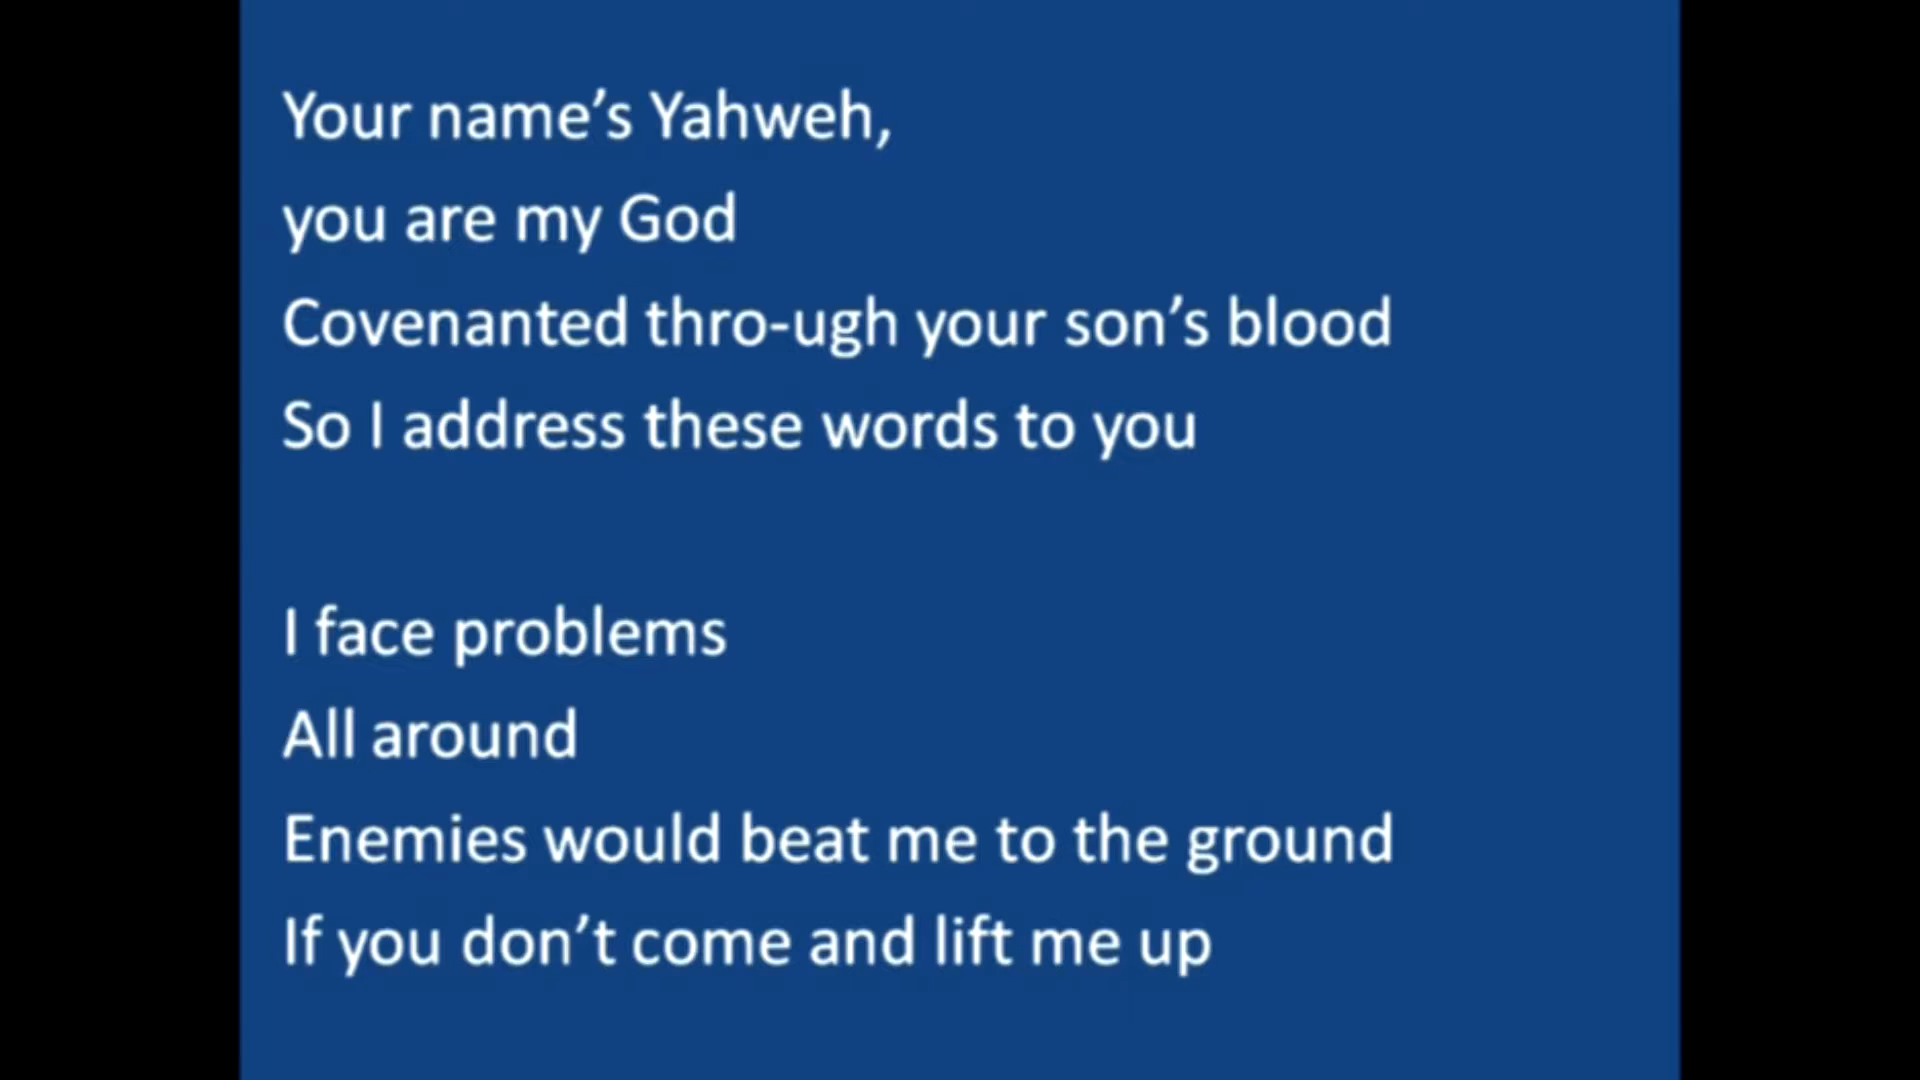 Your name’s Yahweh,
you are my God
Covenanted thro-ugh your son’s blood
So I address these words to you
I face problems
All around
Enemies would beat me to the ground
If you don’t come and lift me up